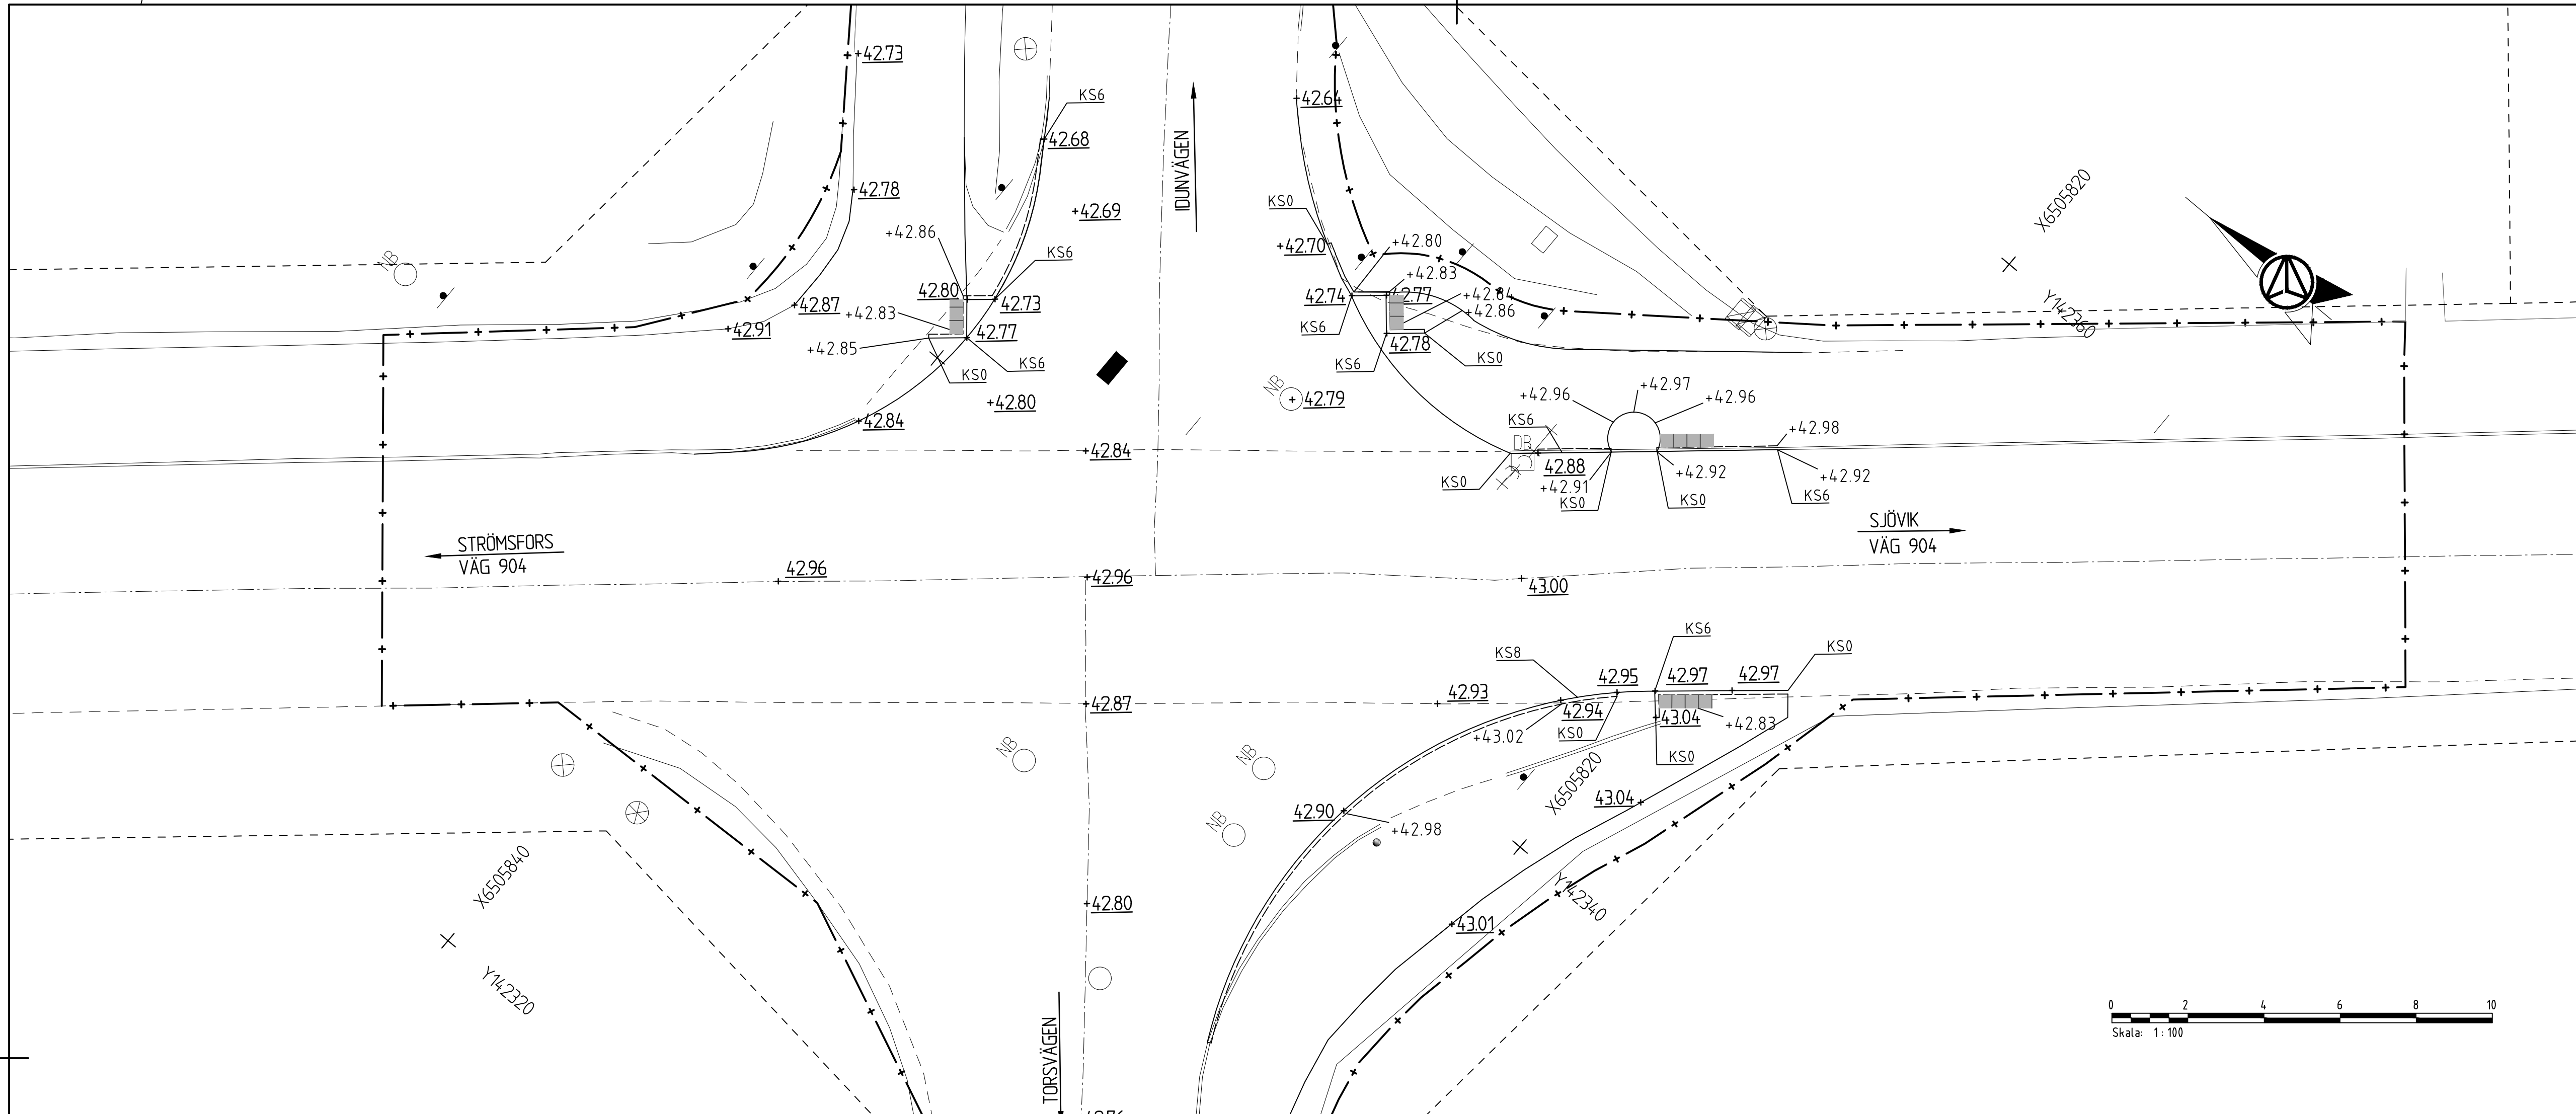 +42.73
+42.64
KS6
42.68
IDUNVÄGEN
+42.78
+42.69
X6505820
KS0
+42.86
+42.70
+42.80
KS6
NB
+42.83
42.80
42.73
42.74
42.77
+42.84
+42.87
+42.83
+42.86
KS6
Y142360
+42.91
42.77
42.78
+42.85
KS6
KS6
KS0
KS0
NB
+42.97
+42.96
+42.96
+42.80
+42.79
+42.84
KS6
+42.98
DB
+42.84
42.88
+42.92
+42.92
KS0
+42.91
KS0
KS0
KS6
SJÖVIK
VÄG 904
STRÖMSFORS
VÄG 904
42.96
+42.96
43.00
KS6
KS8
KS0
42.95
42.97
42.97
42.93
+42.87
42.94
+43.04
+42.83
+43.02
KS0
KS0
NB
NB
X6505820
43.04
42.90
NB
+42.98
X6505840
Y142340
+42.80
+43.01
Y142320
TORSVÄGEN
0 2 4 6 8 10
Skala: 1:100